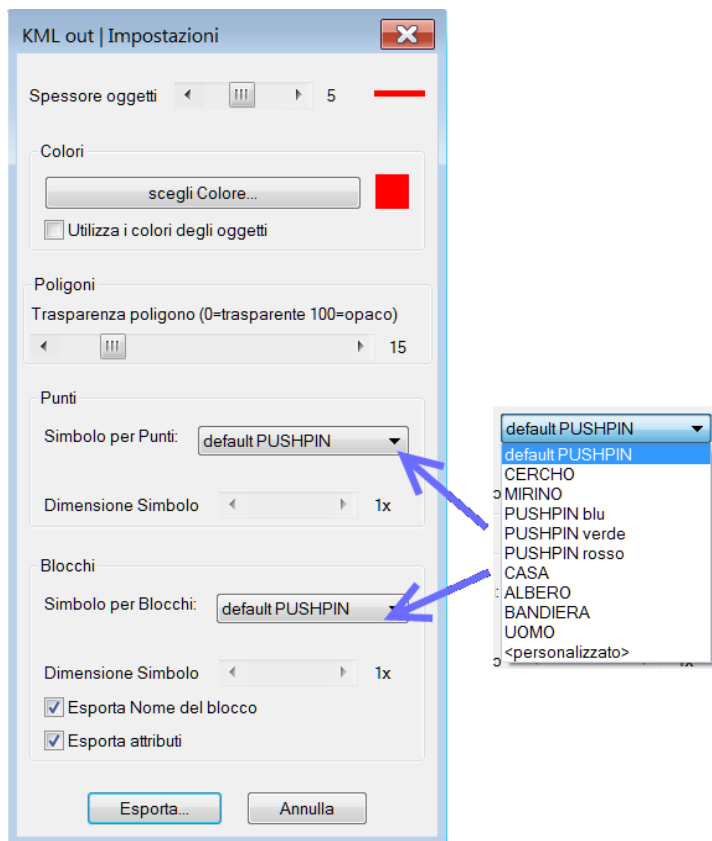 KML out | Impostazioni
Spessore oggetti 5
Colori
scegli Colore...
Utilizza i colori degli oggetti
Poligoni
Trasparenza poligono (0=trasparente 100=opaco)
15
Punti
Simbolo per Punti: default PUSHPIN
Dimensione Simbolo 1x
Blocchi
Simbolo per Blocchi: default PUSHPIN
Dimensione Simbolo 1x
Esporta Nome del blocco
Esporta attributi
Esporta... Annulla
default PUSHPIN
default PUSHPIN
CERCHO
MIRINO
PUSHPIN blu
PUSHPIN verde
PUSHPIN rosso
CASA
ALBERO
BANDIERA
UOMO
<personalizzato>